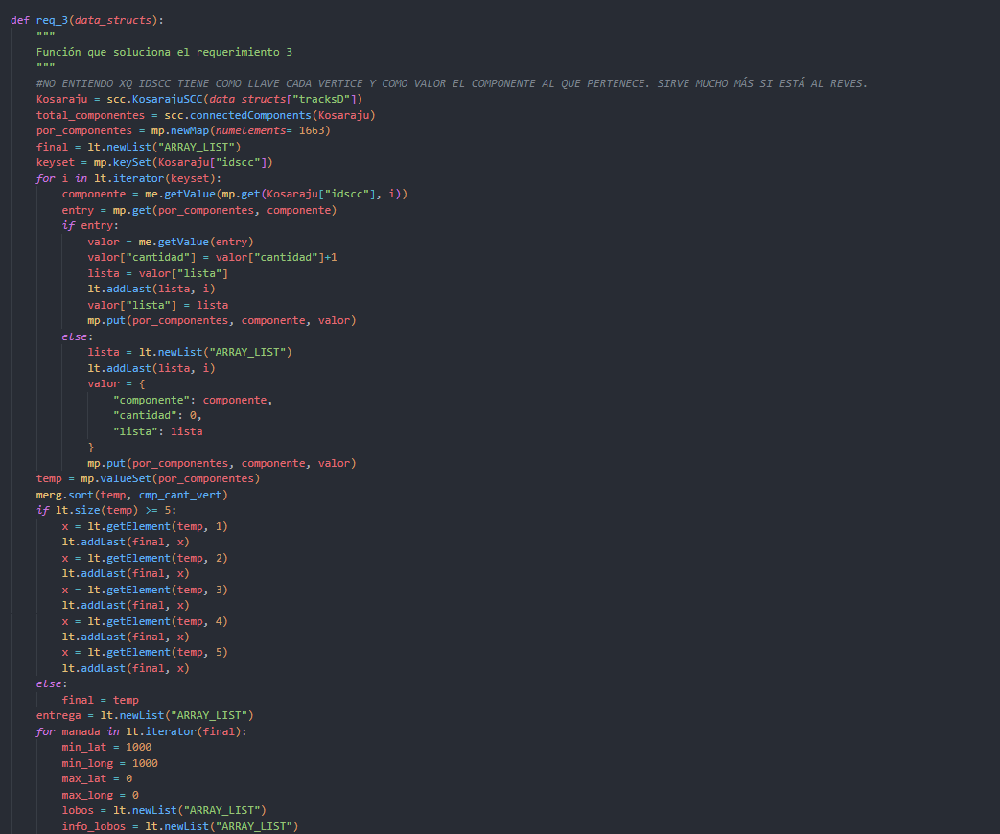 def req_3(data_structs):
    """
    Función que soluciona el requerimiento 3
    """
    #NO ENTIENDO XQ IDSCC TIENE COMO LLAVE CADA VERTICE Y COMO VALOR EL COMPONENTE AL QUE PERTENECE. SIRVE MUCHO MÁS SI ESTÁ AL REVES.
    Kosaraju = scc.KosarajuSCC(data_structs["tracksD"])
    total_componentes = scc.connectedComponents(Kosaraju)
    por_componentes = mp.newMap(numelements= 1663)
    final = lt.newList("ARRAY_LIST")
    keyset = mp.keySet(Kosaraju["idscc"])
    for i in lt.iterator(keyset):
        componente = me.getValue(mp.get(Kosaraju["idscc"], i))
        entry = mp.get(por_componentes, componente)
        if entry:
            valor = me.getValue(entry)
            valor["cantidad"] = valor["cantidad"]+1
            lista = valor["lista"]
            lt.addLast(lista, i)
            valor["lista"] = lista
            mp.put(por_componentes, componente, valor)
        else:
            lista = lt.newList("ARRAY_LIST")
            lt.addLast(lista, i)
            valor = {
                "componente": componente,
                "cantidad": 0,
                "lista": lista
            }
            mp.put(por_componentes, componente, valor)
    temp = mp.valueSet(por_componentes)
    merg.sort(temp, cmp_cant_vert)
    if lt.size(temp) >= 5:
        x = lt.getElement(temp, 1)
        lt.addLast(final, x)
        x = lt.getElement(temp, 2)
        lt.addLast(final, x)
        x = lt.getElement(temp, 3)
        lt.addLast(final, x)
        x = lt.getElement(temp, 4)
        lt.addLast(final, x)
        x = lt.getElement(temp, 5)
        lt.addLast(final, x)
    else:
        final = temp
    entrega = lt.newList("ARRAY_LIST")
    for manada in lt.iterator(final):
        min_lat = 1000
        min_long = 1000
        max_lat = 0
        max_long = 0
        lobos = lt.newList("ARRAY_LIST")
        info_lobos = lt.newList("ARRAY_LIST")